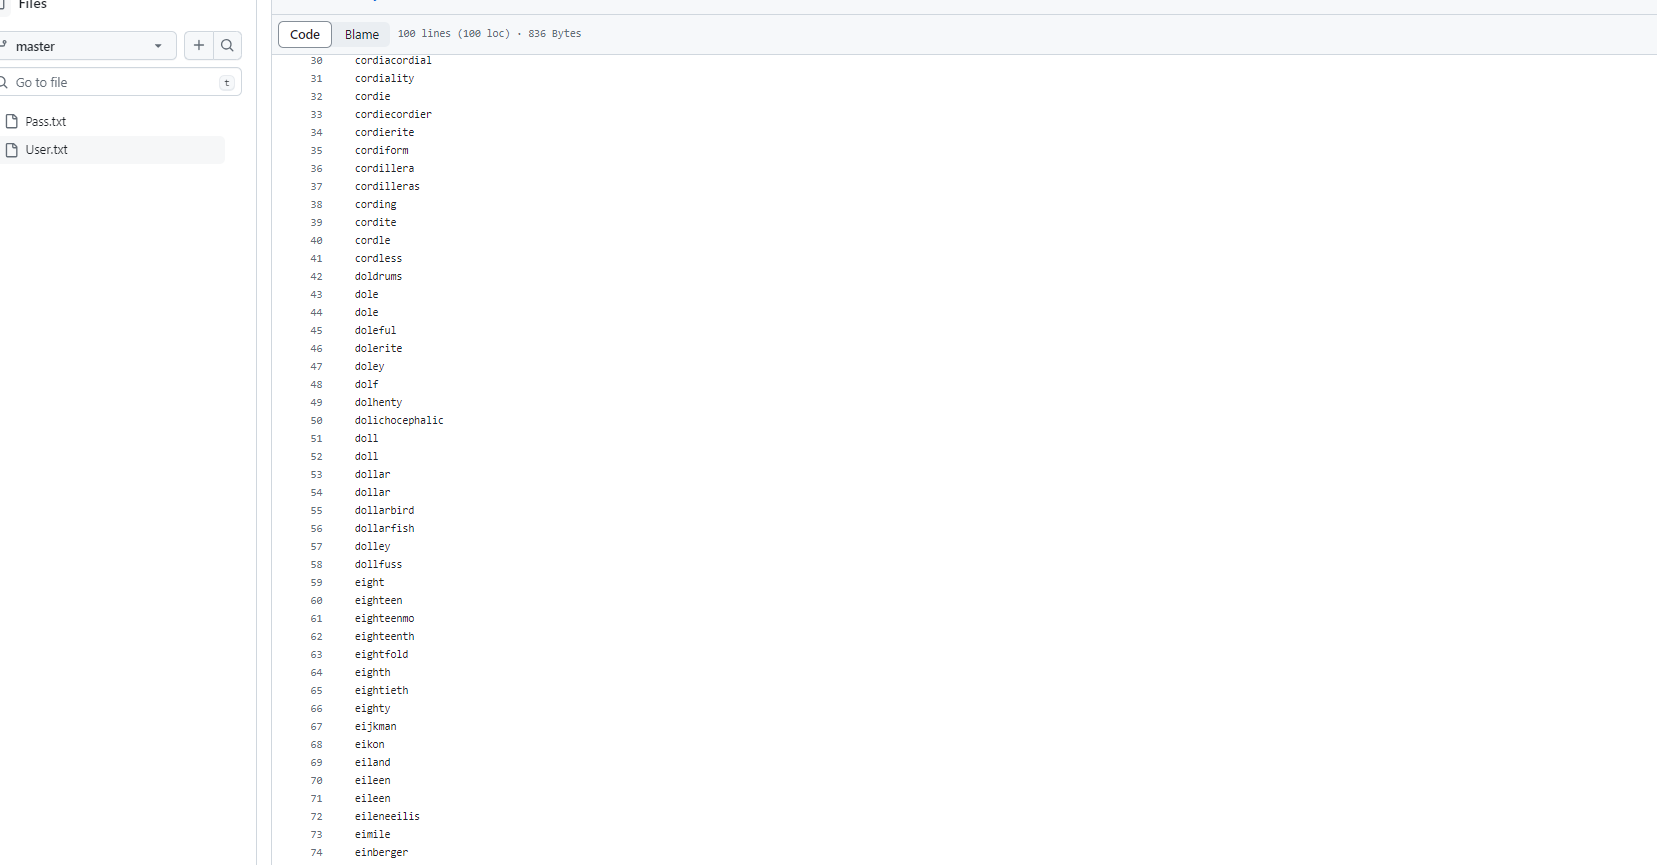 Files
master
Go to file
t
Pass.txt
User.txt
Code Blame 100 lines (100 loc) · 836 Bytes
30 cordiacordial
31 cordiality
32 cordie
33 cordiecordier
34 cordierite
35 cordiform
36 cordillera
37 cordilleras
38 cording
39 cordite
40 cordle
41 cordless
42 doldrums
43 dole
44 dole
45 doleful
46 dolerite
47 doley
48 dolf
49 dolhenty
50 dolichocephalic
51 doll
52 doll
53 dollar
54 dollar
55 dollarbird
56 dollarfish
57 dolley
58 dollfuss
59 eight
60 eighteen
61 eighteenmo
62 eighteenth
63 eightfold
64 eighth
65 eightieth
66 eighty
67 eijkman
68 eikon
69 eiland
70 eileen
71 eileen
72 eileneeilis
73 eimile
74 einberger